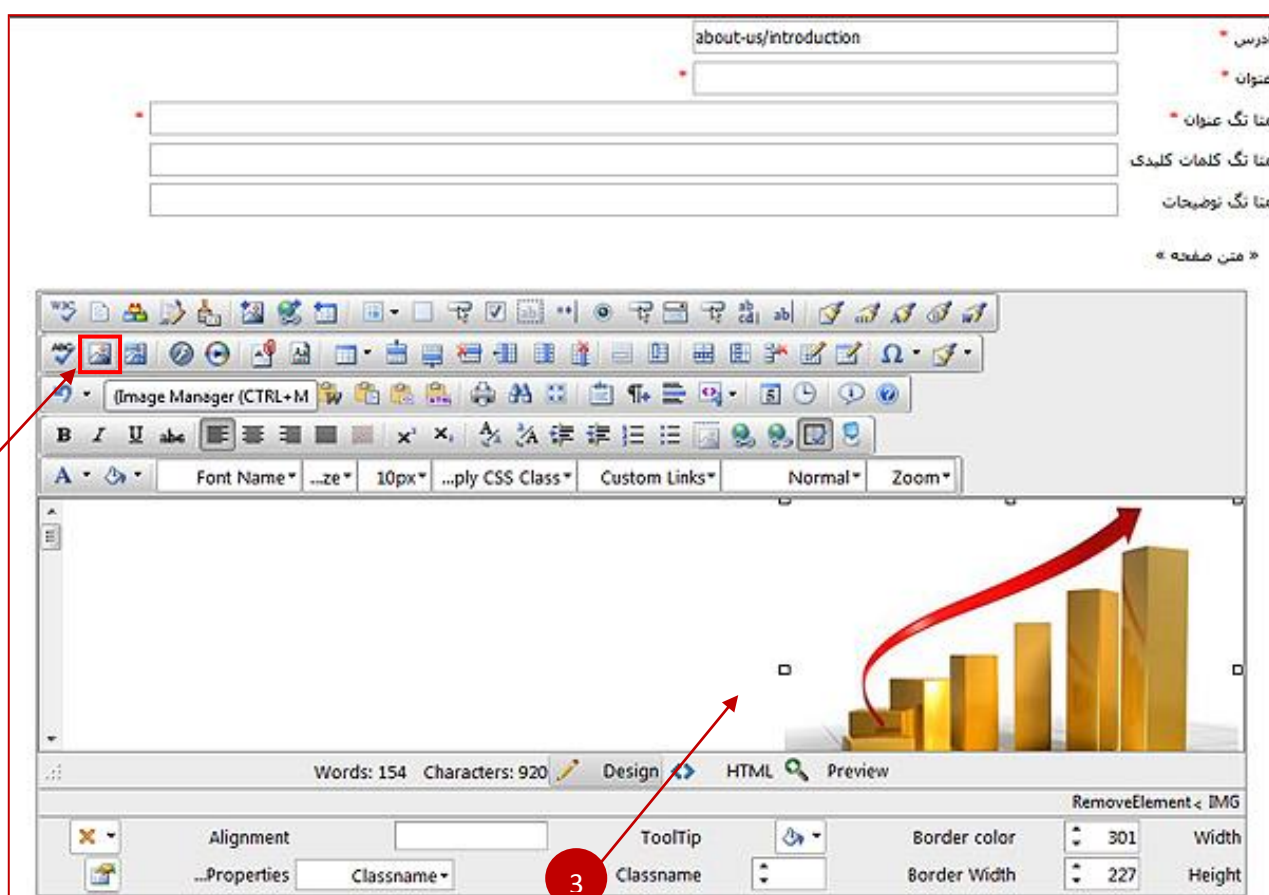 آدرس * about-us/introduction
عنوان * *
متا تگ عنوان * *
متا تگ کلمات کلیدی
متا تگ توضیحات
« متن صفحه »
(Image Manager (CTRL+M
B I U abc
A Font Name ...ze 10px ...ply CSS Class Custom Links Normal Zoom
Words: 154 Characters: 920 Design HTML Preview
RemoveElement < IMG
Alignment ToolTip Border color 301 Width
...Properties Classname Classname Border Width 227 Height
3